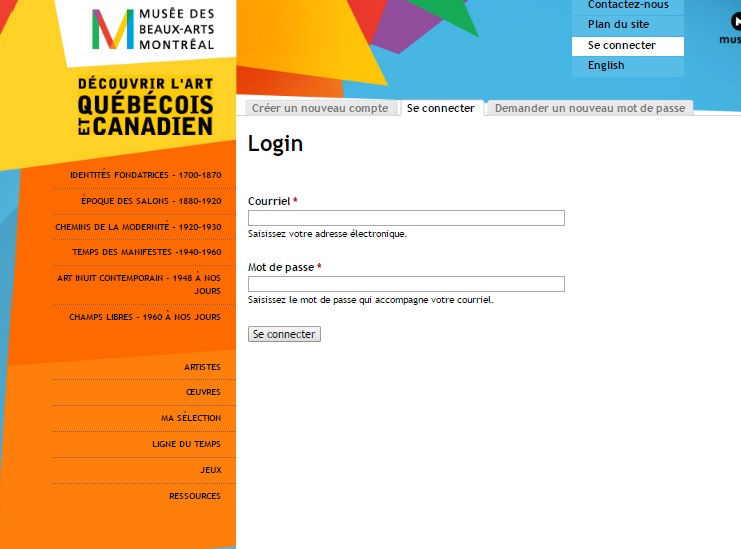 MUSÉE DES
BEAUX-ARTS
MONTRÉAL
DÉCOUVRIR L'ART
QUÉBÉCOIS
ET CANADIEN
IDENTITÉS FONDATRICES - 1700-1870
ÉPOQUE DES SALONS - 1880-1920
CHEMINS DE LA MODERNITÉ - 1920-1930
TEMPS DES MANIFESTES -1940-1960
ART INUIT CONTEMPORAIN - 1948 À NOS
JOURS
CHAMPS LIBRES - 1960 À NOS JOURS
ARTISTES
ŒUVRES
MA SÉLECTION
LIGNE DU TEMPS
JEUX
RESSOURCES
Contactez-nous
Plan du site
Se connecter
English
Créer un nouveau compte
Se connecter
Demander un nouveau mot de passe
Login
Courriel *
Saisissez votre adresse électronique.
Mot de passe *
Saisissez le mot de passe qui accompagne votre courriel.
Se connecter